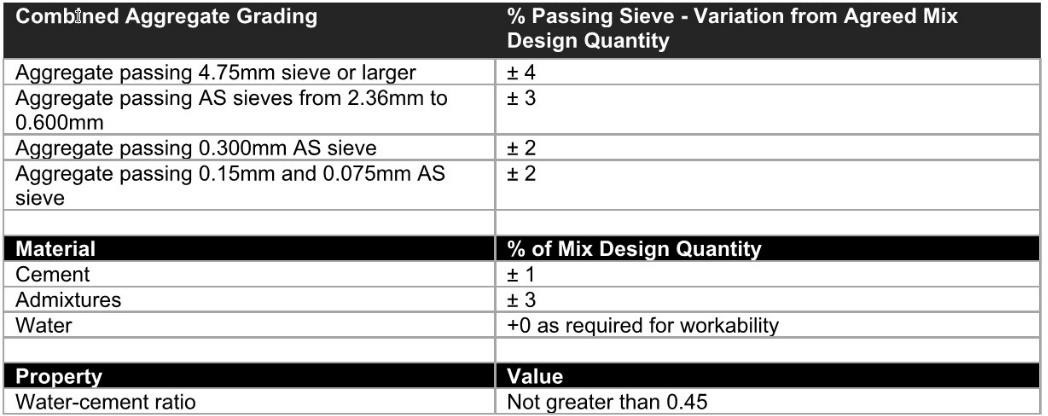 Combined Aggregate Grading
% Passing Sieve - Variation from Agreed Mix
Design Quantity
Aggregate passing 4.75mm sieve or larger
± 4
Aggregate passing AS sieves from 2.36mm to
0.600mm
± 3
Aggregate passing 0.300mm AS sieve
± 2
Aggregate passing 0.15mm and 0.075mm AS
sieve
± 2
Material
% of Mix Design Quantity
Cement
± 1
Admixtures
± 3
Water
+0 as required for workability
Property
Value
Water-cement ratio
Not greater than 0.45